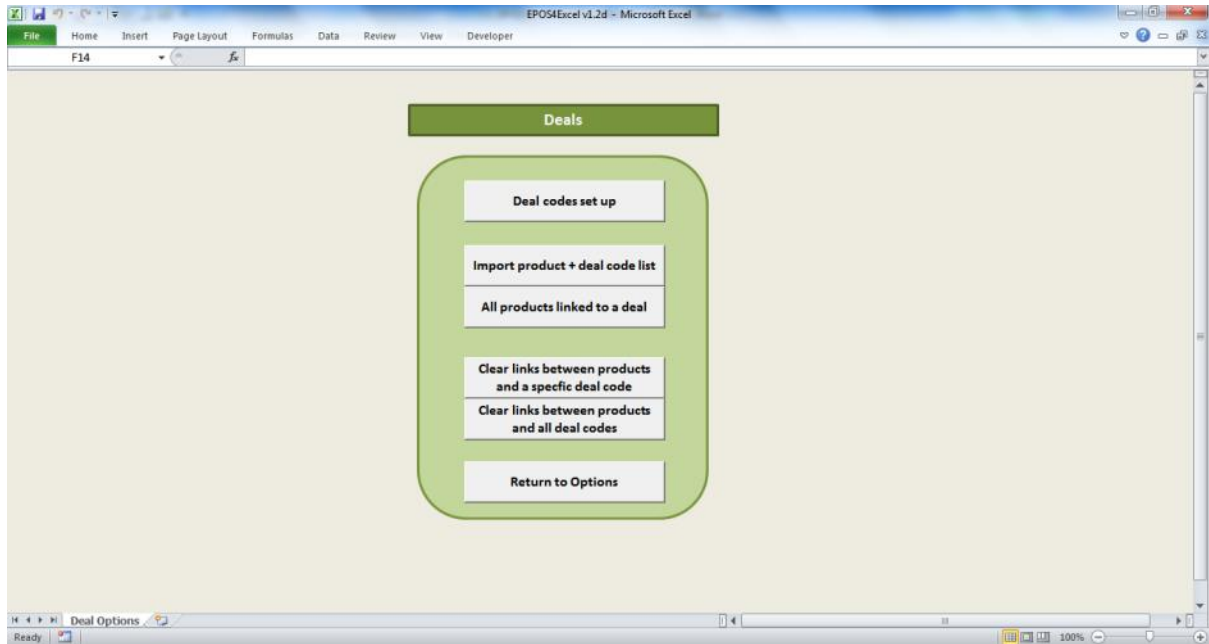 EPOS4Excel v1.2d - Microsoft Excel
File Home Insert Page Layout Formulas Data Review View Developer
F14 fx
Deals
Deal codes set up
Import product + deal code list
All products linked to a deal
Clear links between products
and a specfic deal code
Clear links between products
and all deal codes
Return to Options
Deal Options
Ready 100%